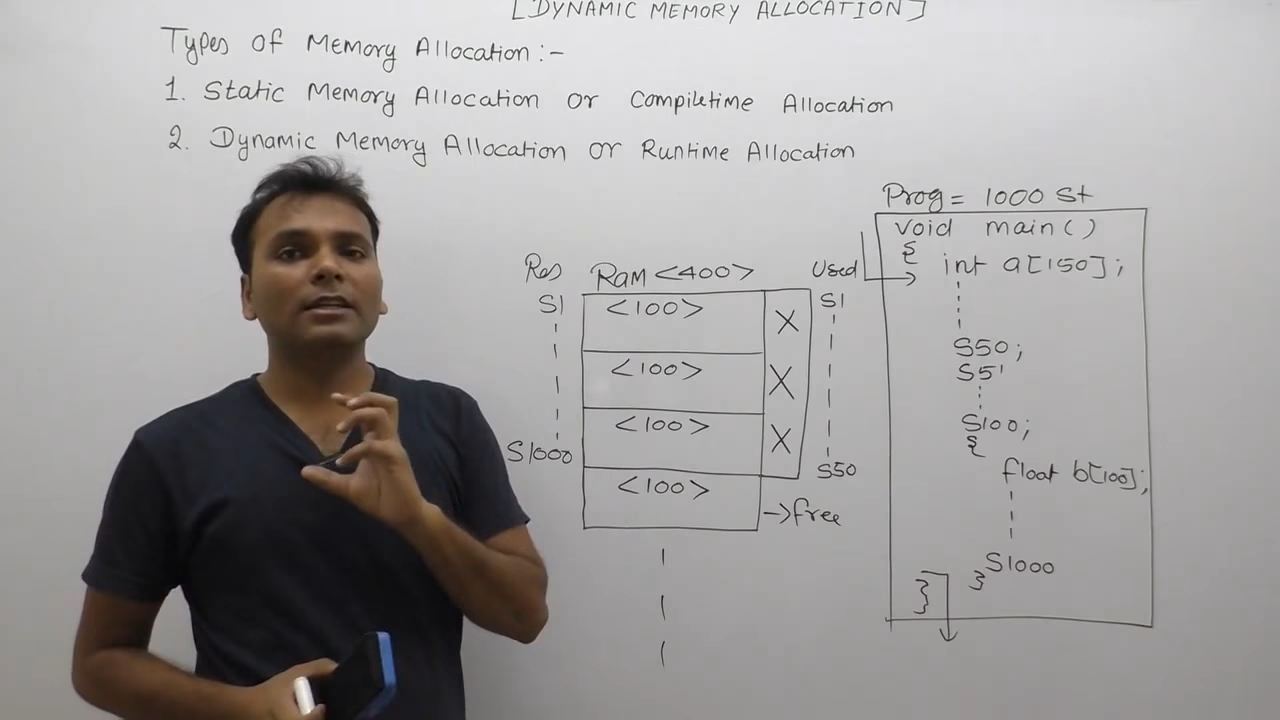 [DYNAMIC MEMORY ALLOCATION]
Types of Memory Allocation :-
1. Static Memory Allocation or Compiletime Allocation
2. Dynamic Memory Allocation or Runtime Allocation
Prog = 1000 St
void main()
{ int a[150];
S50;
S51
S100;
{
float b[100];
S1000
}
}
Res Ram <400> Used
S1 <100> X S1
<100> X
<100> X
S1000 S50
<100>
->free